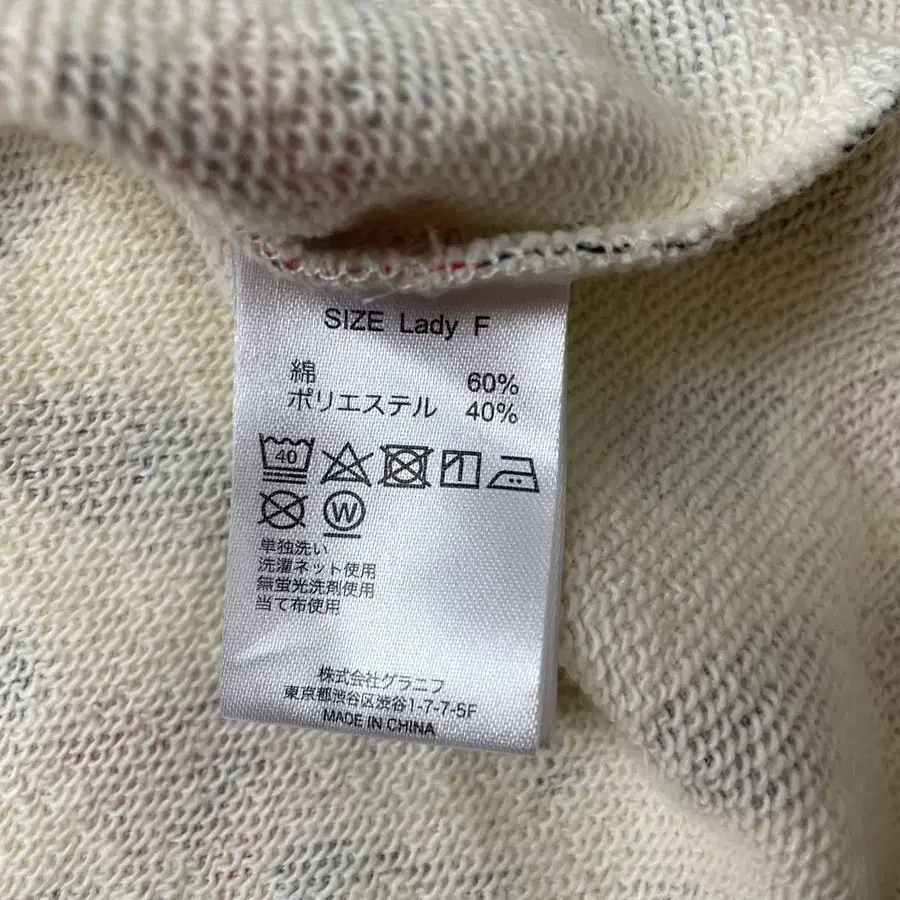 SIZE Lady F
綿 60%
ポリエステル 40%
40
W
単独洗い
洗濯ネット使用
無蛍光洗剤使用
当て布使用
株式会社グラニフ
東京都渋谷区渋谷1-7-7-5F
MADE IN CHINA